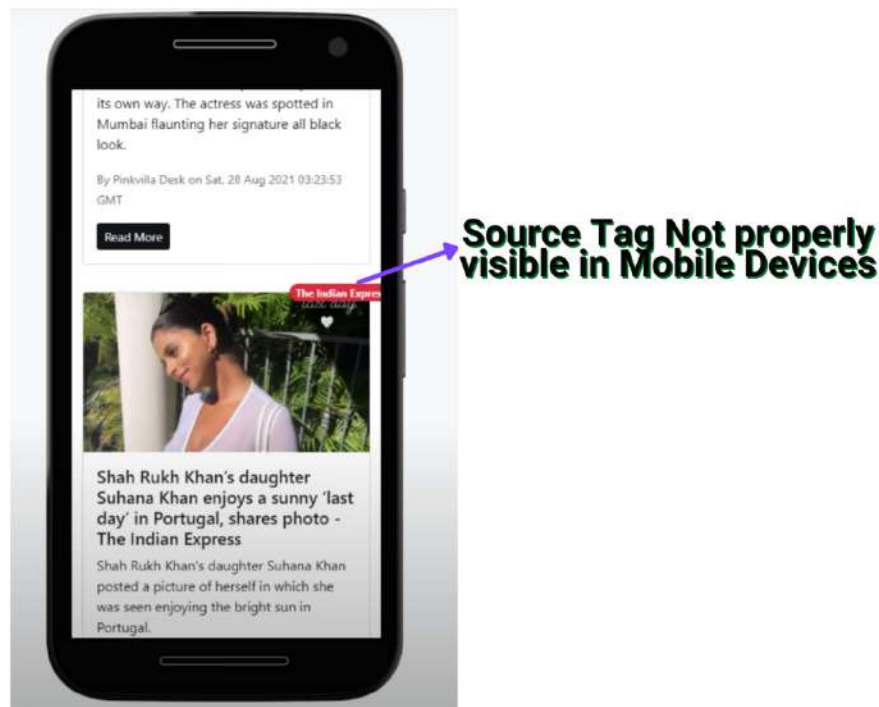 its own way. The actress was spotted in
Mumbai flaunting her signature all black
look.
By Pinkvilla Desk on Sat, 28 Aug 2021 03:23:53
GMT
Read More
The Indian Expres
last day
Shah Rukh Khan's daughter
Suhana Khan enjoys a sunny ‘last
day’ in Portugal, shares photo -
The Indian Express
Shah Rukh Khan's daughter Suhana Khan
posted a picture of herself in which she
was seen enjoying the bright sun in
Portugal.
Source Tag Not properly
visible in Mobile Devices